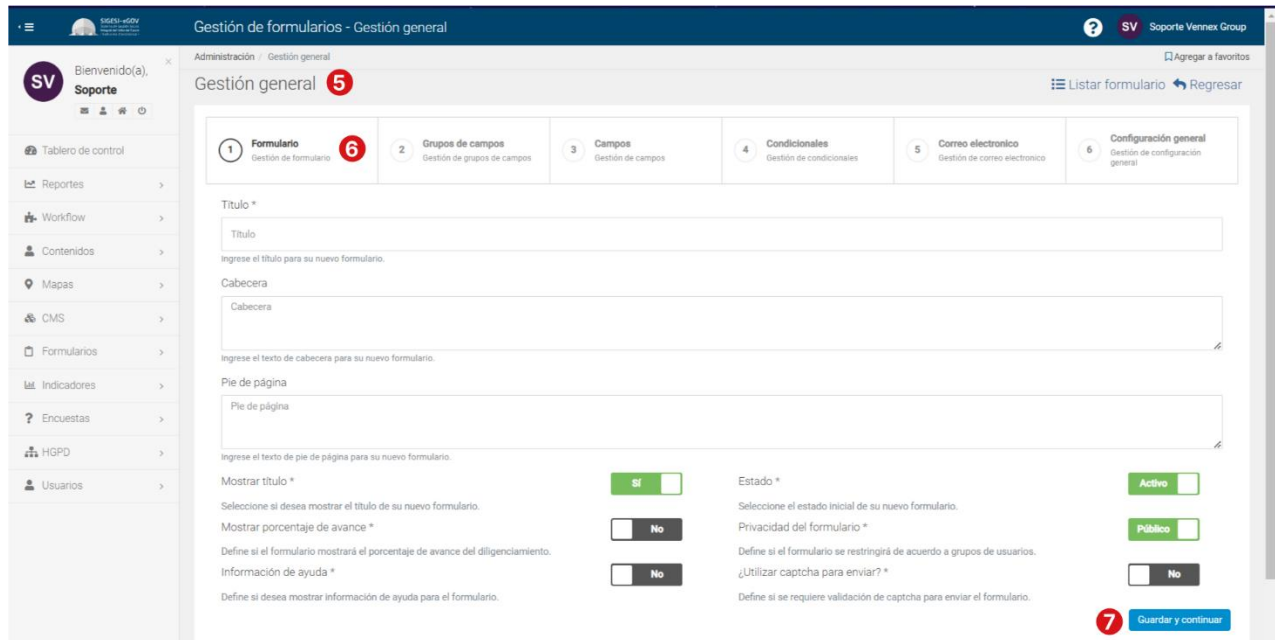 SIGESI-eGOV
Gestión de formularios - Gestión general
?
SV
Soporte Vennex Group
SV
Bienvenido(a),
Soporte
Administración / Gestión general
Agregar a favoritos
Gestión general 5
Listar formulario Regresar
Tablero de control
Reportes
Workflow
Contenidos
Mapas
CMS
Formularios
Indicadores
? Encuestas
HGPD
Usuarios
1 Formulario
Gestión de formulario
6
2 Grupos de campos
Gestión de grupos de campos
3 Campos
Gestión de campos
4 Condicionales
Gestión de condicionales
5 Correo electronico
Gestión de correo electronico
6 Configuración general
Gestión de configuración
general
Título *
Título
Ingrese el título para su nuevo formulario.
Cabecera
Cabecera
Ingrese el texto de cabecera para su nuevo formulario.
Pie de página
Pie de página
Ingrese el texto de pie de página para su nuevo formulario.
Mostrar título * Sí
Seleccione si desea mostrar el título de su nuevo formulario.
Mostrar porcentaje de avance * No
Define si el formulario mostrará el porcentaje de avance del diligenciamiento.
Información de ayuda * No
Define si desea mostrar información de ayuda para el formulario.
Estado * Activo
Seleccione el estado inicial de su nuevo formulario.
Privacidad del formulario * Público
Define si el formulario se restringirá de acuerdo a grupos de usuarios.
¿Utilizar captcha para enviar? * No
Define si se requiere validación de captcha para enviar el formulario.
7 Guardar y continuar